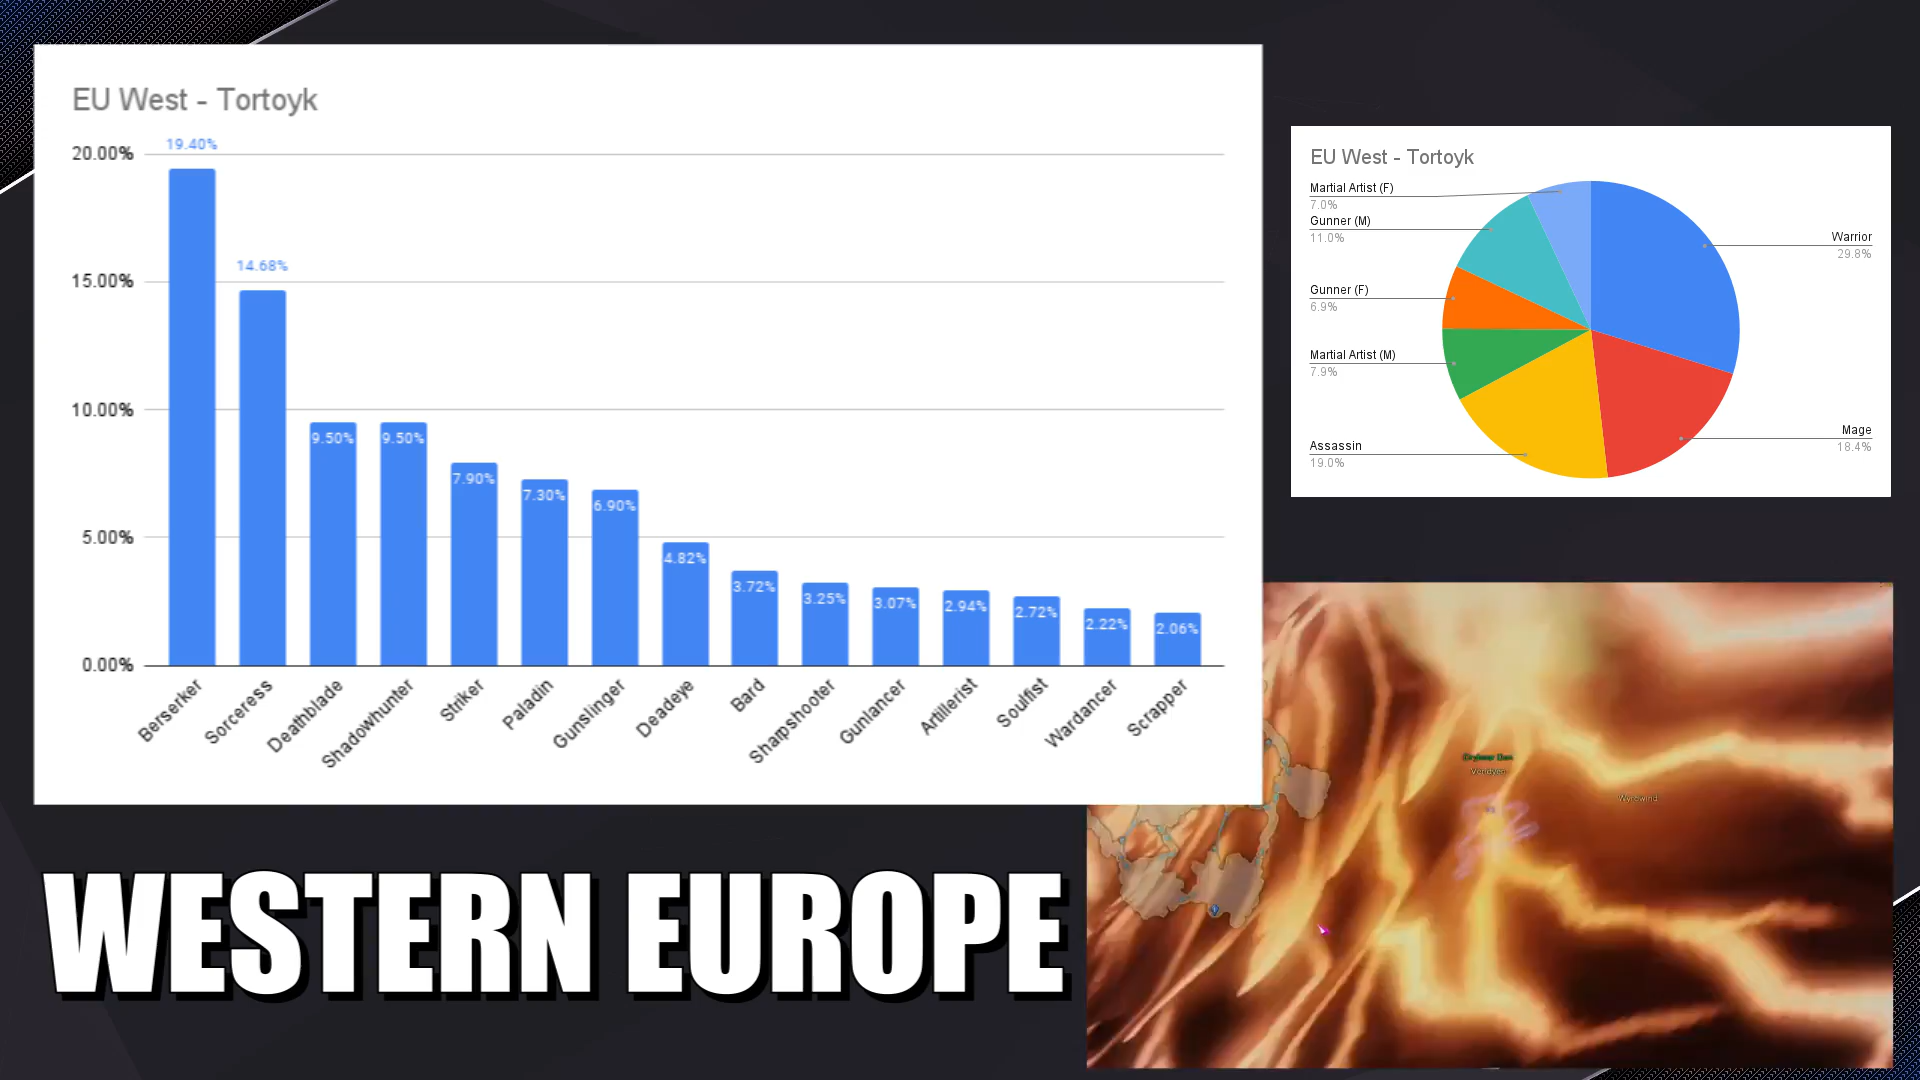 EU West - Tortoyk
20.00%
15.00%
10.00%
5.00%
0.00%
19.40%
14.68%
9.50%
9.50%
7.90%
7.30%
6.90%
4.82%
3.72%
3.25%
3.07%
2.94%
2.72%
2.22%
2.06%
Berserker
Sorceress
Deathblade
Shadowhunter
Striker
Paladin
Gunslinger
Deadeye
Bard
Sharpshooter
Gunlancer
Artillerist
Soulfist
Wardancer
Scrapper
EU West - Tortoyk
Martial Artist (F)
7.0%
Gunner (M)
11.0%
Gunner (F)
6.9%
Martial Artist (M)
7.9%
Assassin
19.0%
Warrior
29.8%
Mage
18.4%
Wyrdwind
WESTERN EUROPE